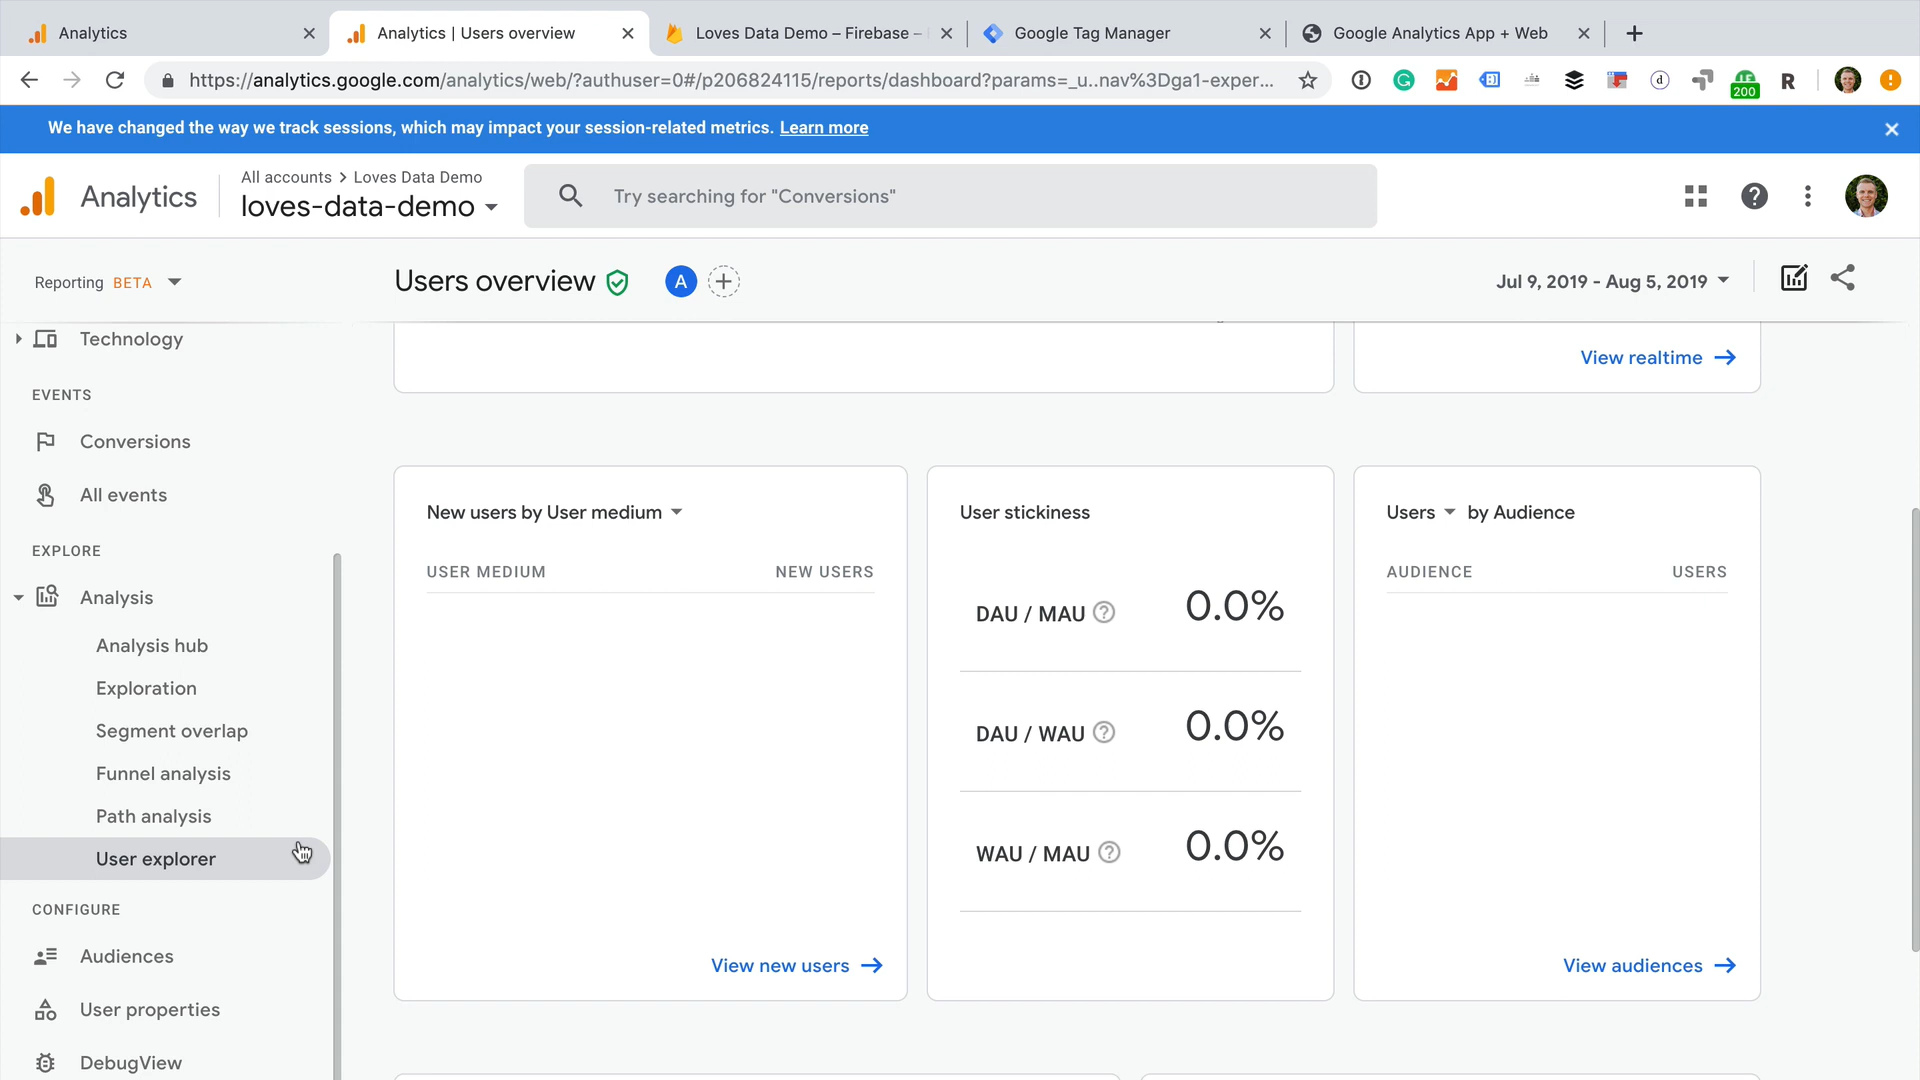 Analytics
Analytics | Users overview
Loves Data Demo – Firebase –
Google Tag Manager
Google Analytics App + Web
https://analytics.google.com/analytics/web/?authuser=0#/p206824115/reports/dashboard?params=_u..nav%3Dga1-exper...
200
R
We have changed the way we track sessions, which may impact your session-related metrics. Learn more
Analytics
All accounts > Loves Data Demo
loves-data-demo
Try searching for "Conversions"
Reporting BETA
Users overview
A
Jul 9, 2019 - Aug 5, 2019
View realtime
Technology
EVENTS
Conversions
All events
EXPLORE
Analysis
Analysis hub
Exploration
Segment overlap
Funnel analysis
Path analysis
User explorer
CONFIGURE
Audiences
User properties
DebugView
New users by User medium
USER MEDIUM NEW USERS
View new users
User stickiness
DAU / MAU 0.0%
DAU / WAU 0.0%
WAU / MAU 0.0%
Users by Audience
AUDIENCE USERS
View audiences